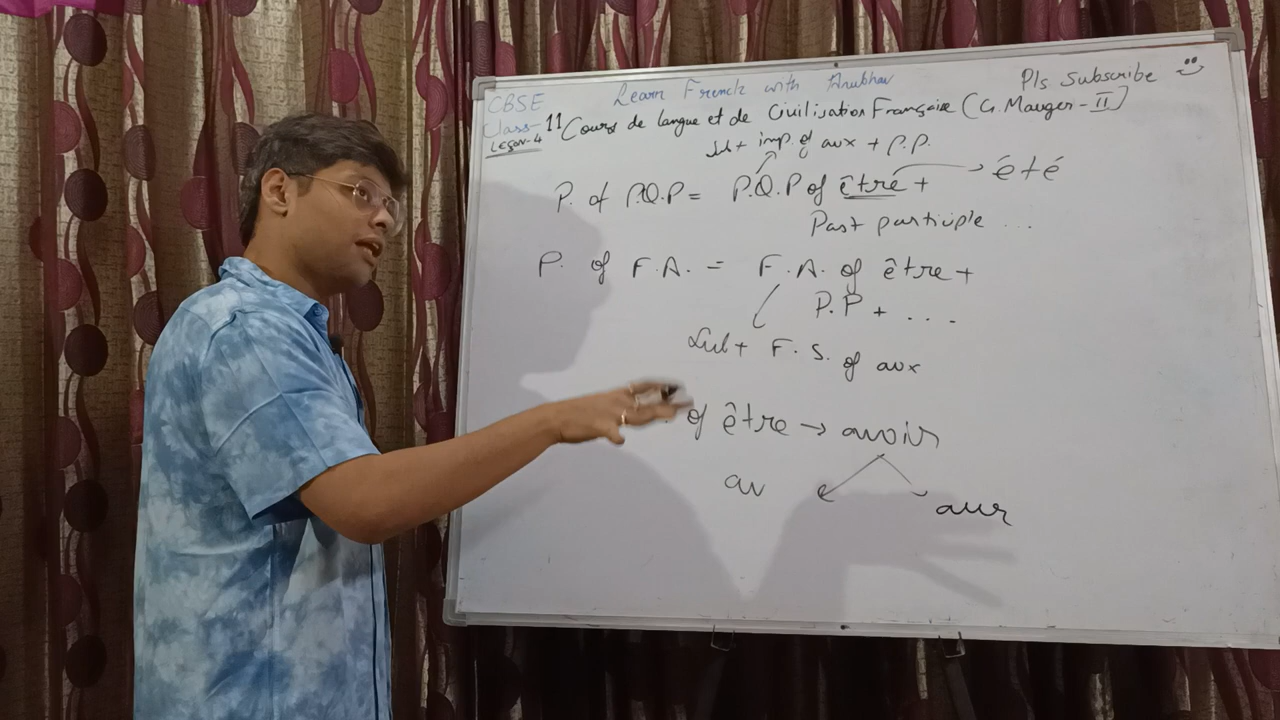 CBSE Learn French with Anubhav Pls Subscribe
Class- 11 Cours de langue et de Civilisation Française (G. Mauger - II)
LEÇON-4
Sub + imp. of aux + P.P.
P. of P.Q.P = P.Q.P of être + → été
Past participle ...
P. of F.A. = F.A. of être +
P.P + ...
Sub + F.S. of aux
of être → avoir
av
aur